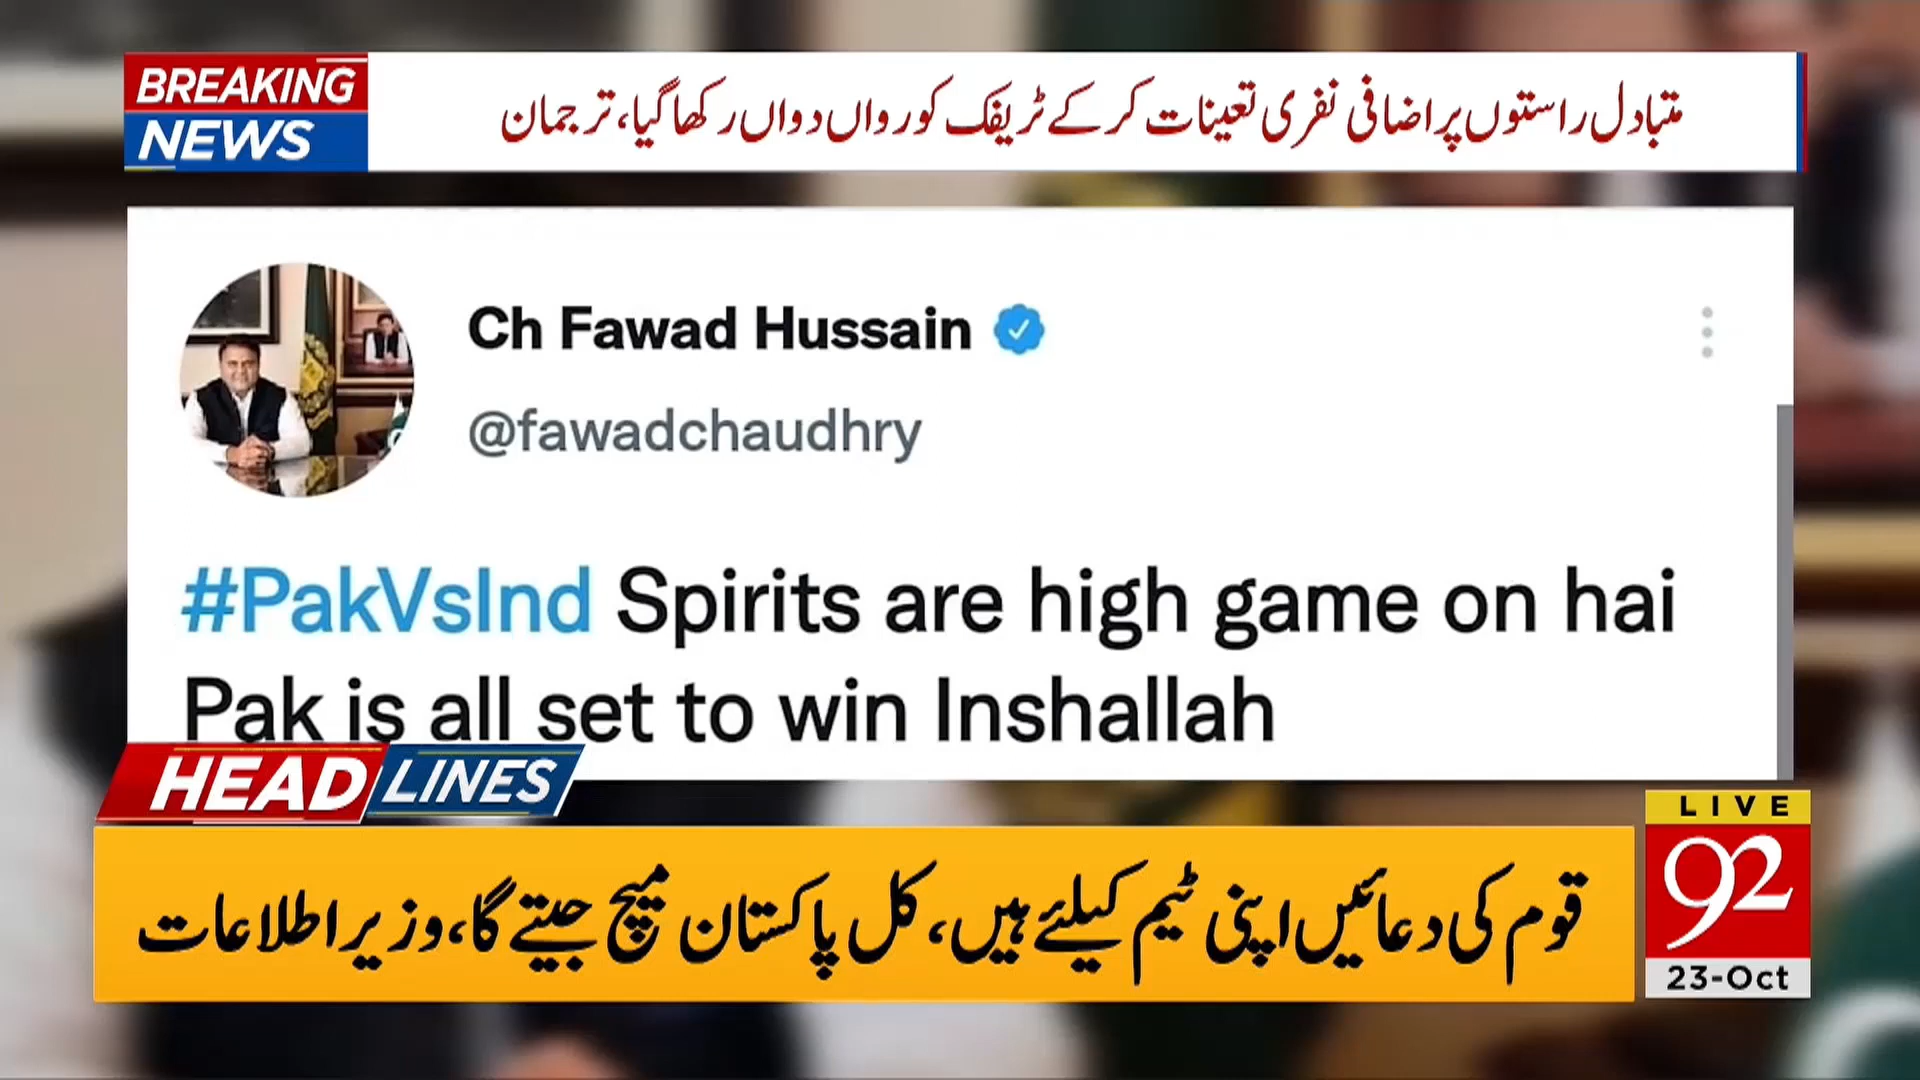 BREAKING
NEWS
متبادل راستوں پر اضافی نفری تعینات کر کے ٹریفک کو رواں دواں رکھا گیا، ترجمان
Ch Fawad Hussain
@fawadchaudhry
#PakVsInd Spirits are high game on hai
Pak is all set to win Inshallah
HEADLINES
قوم کی دعائیں اپنی ٹیم کیلئے ہیں، کل پاکستان میچ جیتے گا، وزیر اطلاعات
LIVE
92
23-Oct